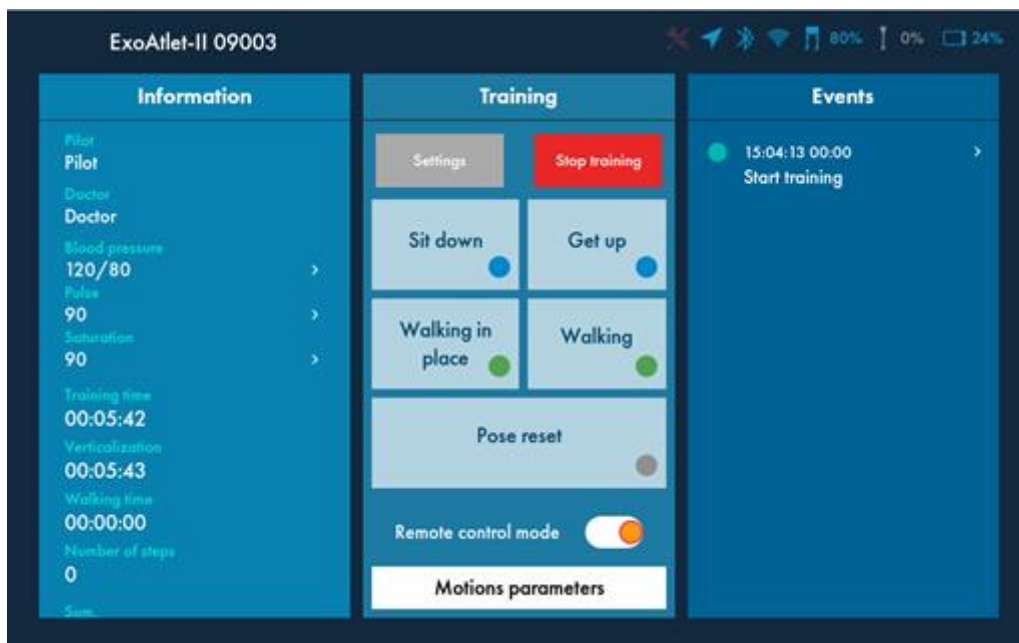 ExoAtlet-II 09003
80%
0%
24%
Information
Pilot
Pilot
Doctor
Doctor
Blood pressure
120/80
Pulse
90
Saturation
90
Training time
00:05:42
Verticalization
00:05:43
Walking time
00:00:00
Number of steps
0
Sum.
Training
Settings
Stop training
Sit down
Get up
Walking in
place
Walking
Pose reset
Remote control mode
Motions parameters
Events
15:04:13 00:00
Start training